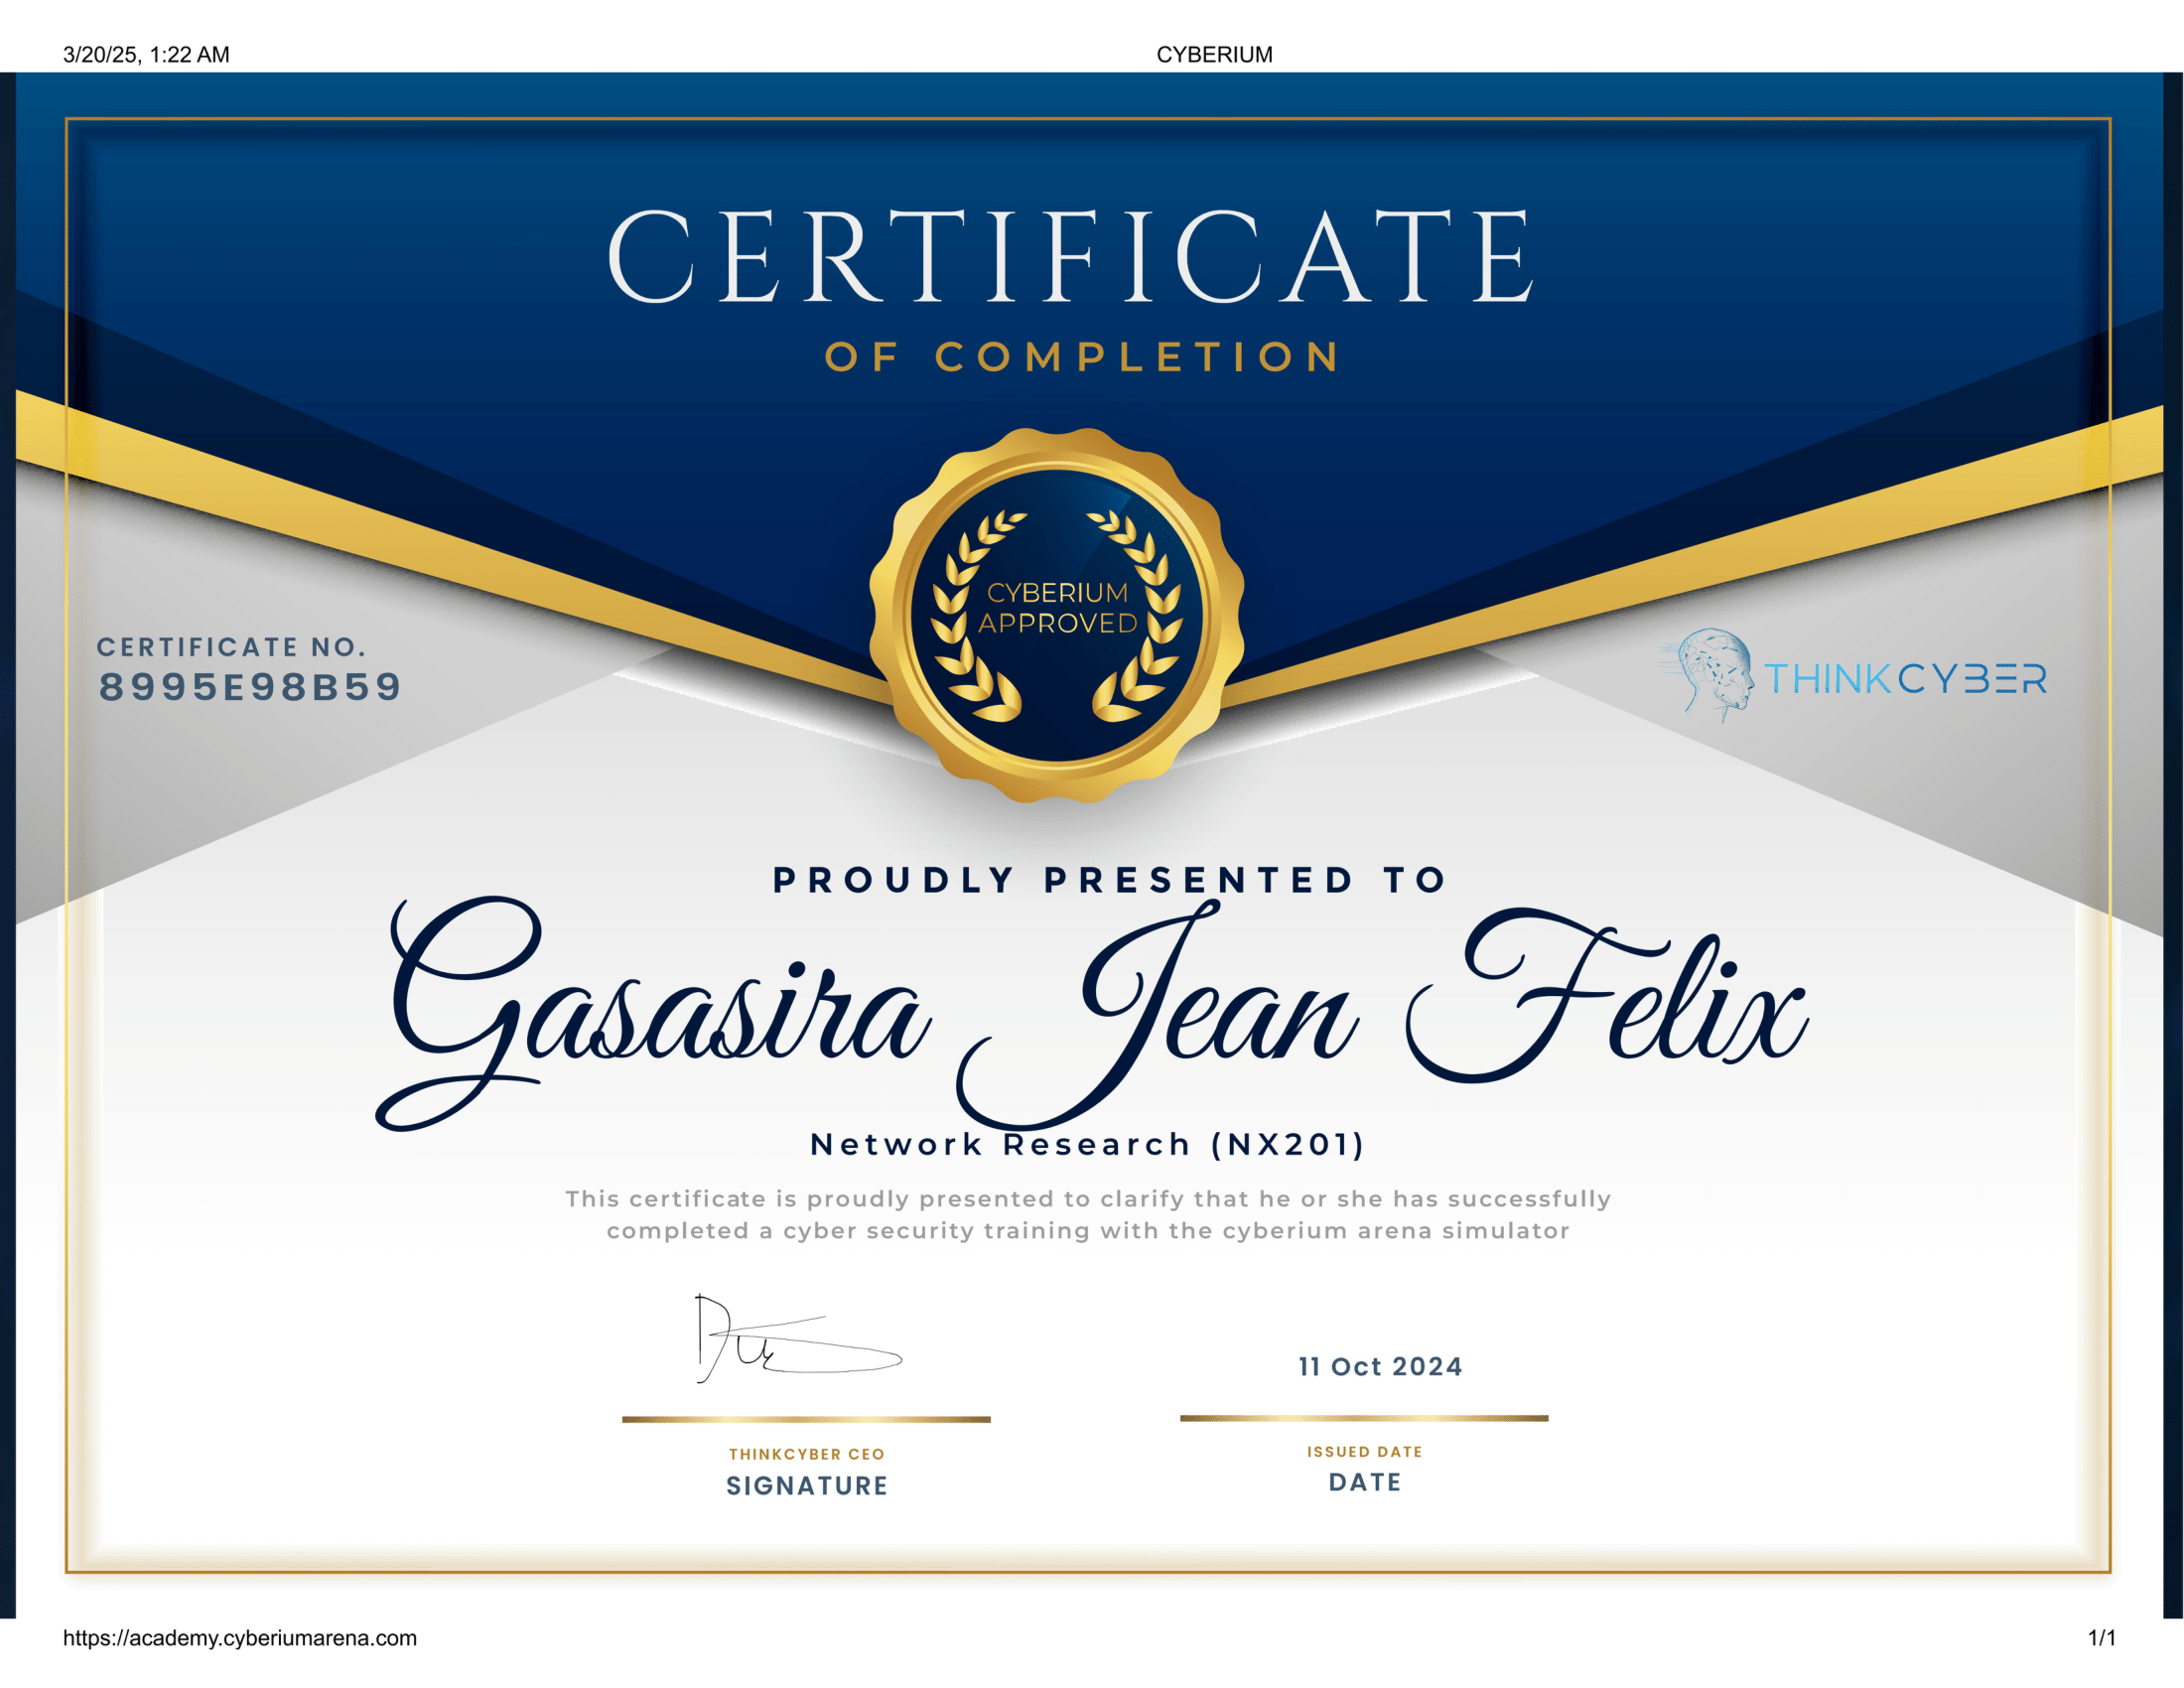 3/20/25, 1:22 AM
CYBERIUM
CERTIFICATE
OF COMPLETION
CYBERIUM
APPROVED
CERTIFICATE NO.
8995E98B59
THINKCYBER
PROUDLY PRESENTED TO
Gasasira Jean Felix
Network Research (NX201)
This certificate is proudly presented to clarify that he or she has successfully
completed a cyber security training with the cyberium arena simulator
11 Oct 2024
THINKCYBER CEO
SIGNATURE
ISSUED DATE
DATE
https://academy.cyberiumarena.com
1/1